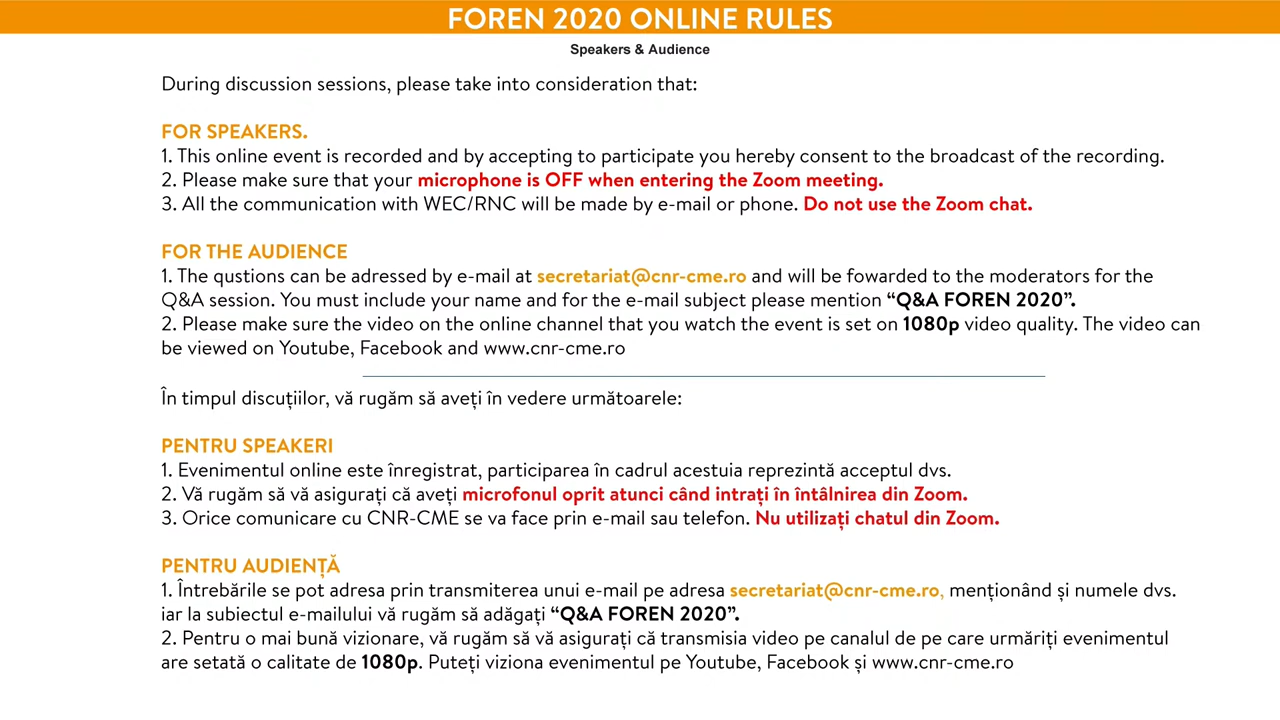 FOREN 2020 ONLINE RULES
Speakers & Audience
During discussion sessions, please take into consideration that:
FOR SPEAKERS.
1. This online event is recorded and by accepting to participate you hereby consent to the broadcast of the recording.
2. Please make sure that your microphone is OFF when entering the Zoom meeting.
3. All the communication with WEC/RNC will be made by e-mail or phone. Do not use the Zoom chat.
FOR THE AUDIENCE
1. The qustions can be adressed by e-mail at secretariat@cnr-cme.ro and will be fowarded to the moderators for the
Q&A session. You must include your name and for the e-mail subject please mention “Q&A FOREN 2020”.
2. Please make sure the video on the online channel that you watch the event is set on 1080p video quality. The video can
be viewed on Youtube, Facebook and www.cnr-cme.ro
În timpul discuțiilor, vă rugăm să aveți în vedere următoarele:
PENTRU SPEAKERI
1. Evenimentul online este înregistrat, participarea în cadrul acestuia reprezintă acceptul dvs.
2. Vă rugăm să vă asigurați că aveți microfonul oprit atunci când intrați în întâlnirea din Zoom.
3. Orice comunicare cu CNR-CME se va face prin e-mail sau telefon. Nu utilizați chatul din Zoom.
PENTRU AUDIENȚĂ
1. Întrebările se pot adresa prin transmiterea unui e-mail pe adresa secretariat@cnr-cme.ro, menționând și numele dvs.
iar la subiectul e-mailului vă rugăm să adăgați “Q&A FOREN 2020”.
2. Pentru o mai bună vizionare, vă rugăm să vă asigurați că transmisia video pe canalul de pe care urmăriți evenimentul
are setată o calitate de 1080p. Puteți viziona evenimentul pe Youtube, Facebook și www.cnr-cme.ro